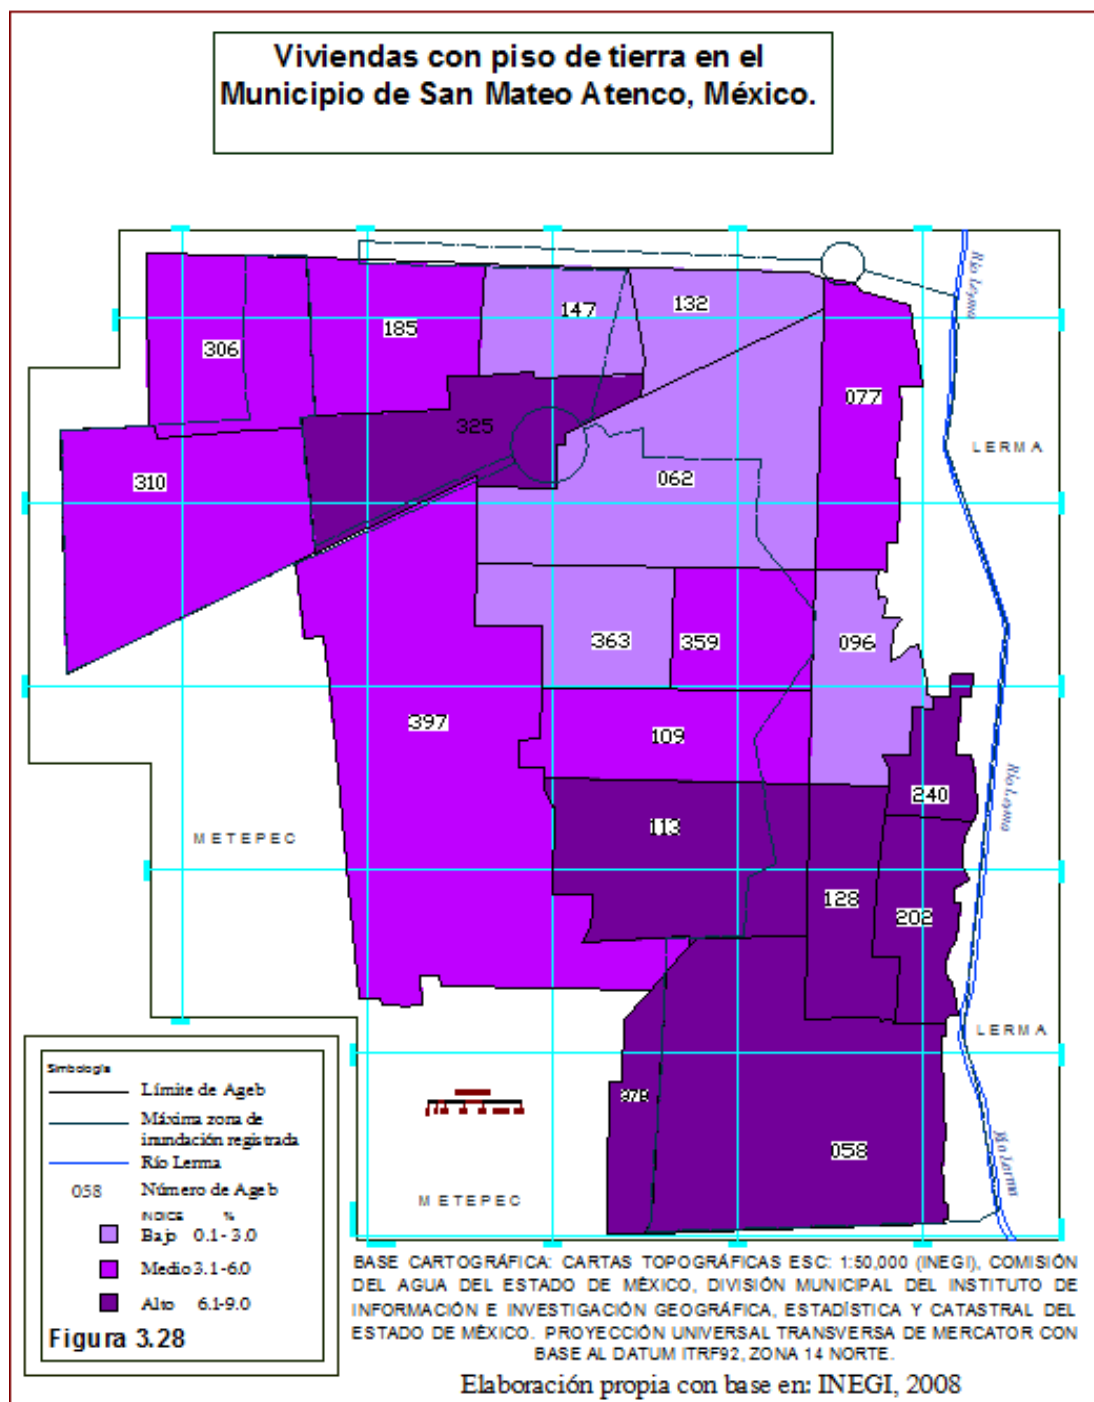 Viviendas con piso de tierra en el
Municipio de San Mateo Atenco, México.
Río Lerma
132
147
185
306
077
325
LERMA
310
062
363
359
096
397
109
Río Lerma
240
113
METEPEC
128
202
LERMA
058
Río Lerma
METEPEC
Simbología
Límite de Ageb
Máxima zona de
inundación registrada
Río Lerma
058 Número de Ageb
INDICE %
Bajo 0.1- 3.0
Medio 3.1-6.0
Alto 6.1-9.0
Figura 3.28
BASE CARTOGRÁFICA: CARTAS TOPOGRÁFICAS ESC: 1:50,000 (INEGI), COMISIÓN
DEL AGUA DEL ESTADO DE MÉXICO, DIVISIÓN MUNICIPAL DEL INSTITUTO DE
INFORMACIÓN E INVESTIGACIÓN GEOGRÁFICA, ESTADÍSTICA Y CATASTRAL DEL
ESTADO DE MÉXICO. PROYECCIÓN UNIVERSAL TRANSVERSA DE MERCATOR CON
BASE AL DATUM ITRF92, ZONA 14 NORTE.
Elaboración propia con base en: INEGI, 2008